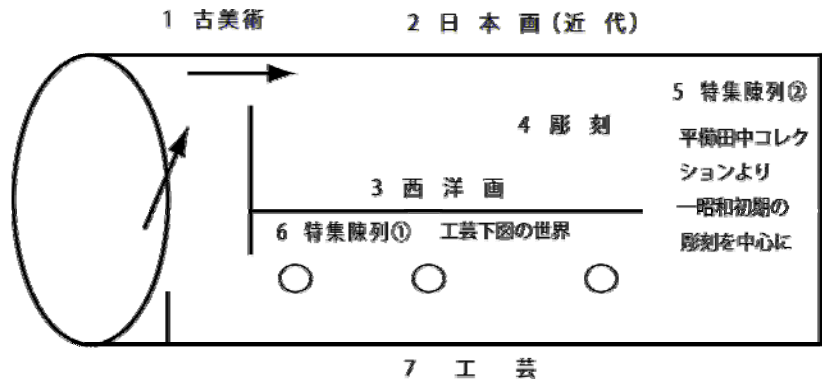 1 古美術
2 日本画（近代）
5 特集陳列②
平櫛田中コレク
ションより
―昭和初期の
彫刻を中心に
4 彫刻
3 西洋画
6 特集陳列① 工芸下図の世界
7 工芸